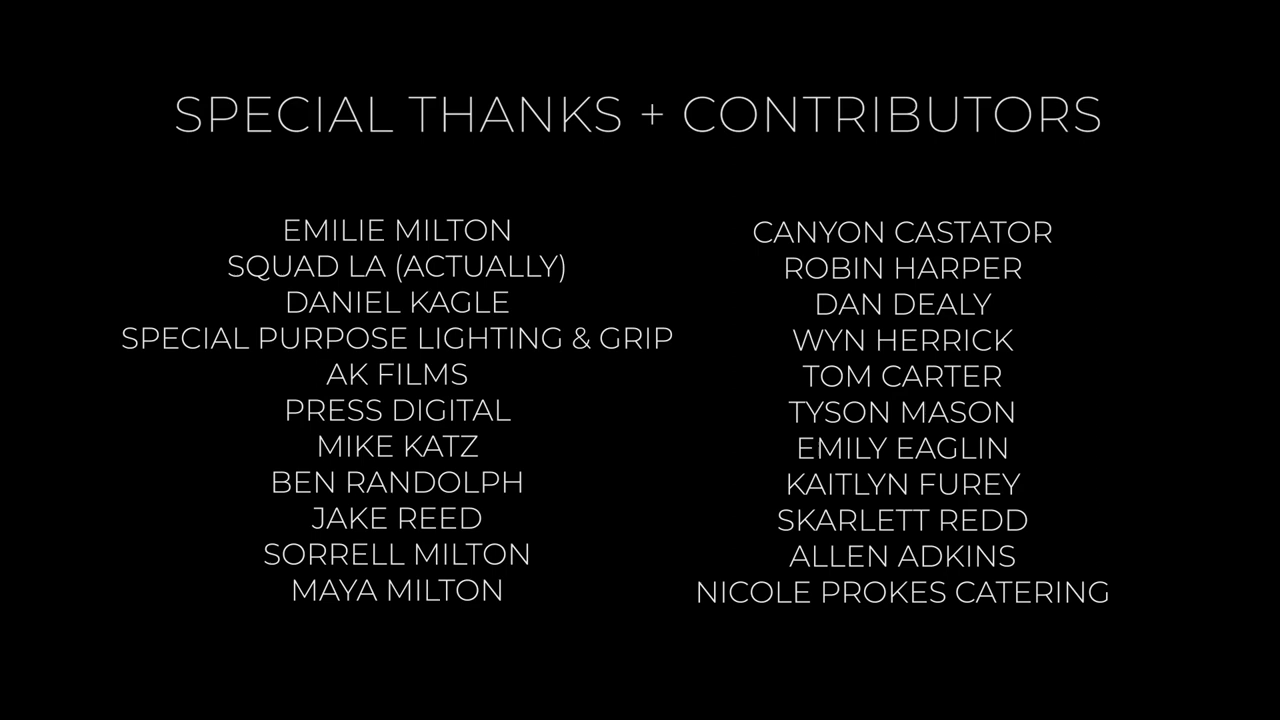 SPECIAL THANKS + CONTRIBUTORS
EMILIE MILTON
SQUAD LA (ACTUALLY)
DANIEL KAGLE
SPECIAL PURPOSE LIGHTING & GRIP
AK FILMS
PRESS DIGITAL
MIKE KATZ
BEN RANDOLPH
JAKE REED
SORRELL MILTON
MAYA MILTON
CANYON CASTATOR
ROBIN HARPER
DAN DEALY
WYN HERRICK
TOM CARTER
TYSON MASON
EMILY EAGLIN
KAITLYN FUREY
SKARLETT REDD
ALLEN ADKINS
NICOLE PROKES CATERING